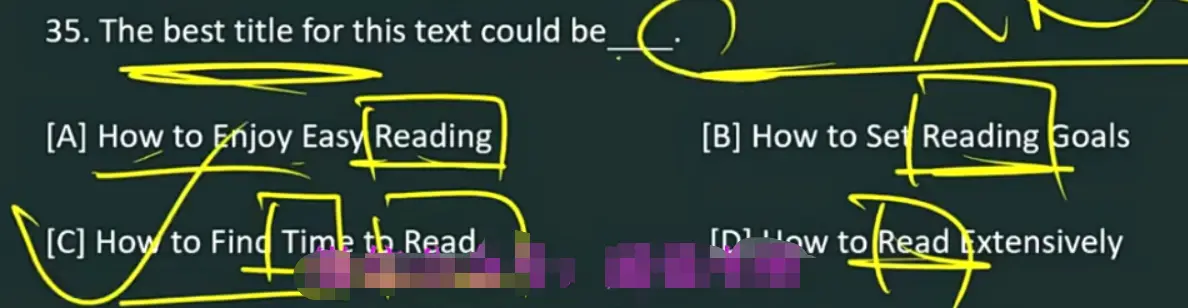 35. The best title for this text could be____.
[A] How to Enjoy Easy Reading [B] How to Set Reading Goals
[C] How to Find Time to Read [D] How to Read Extensively